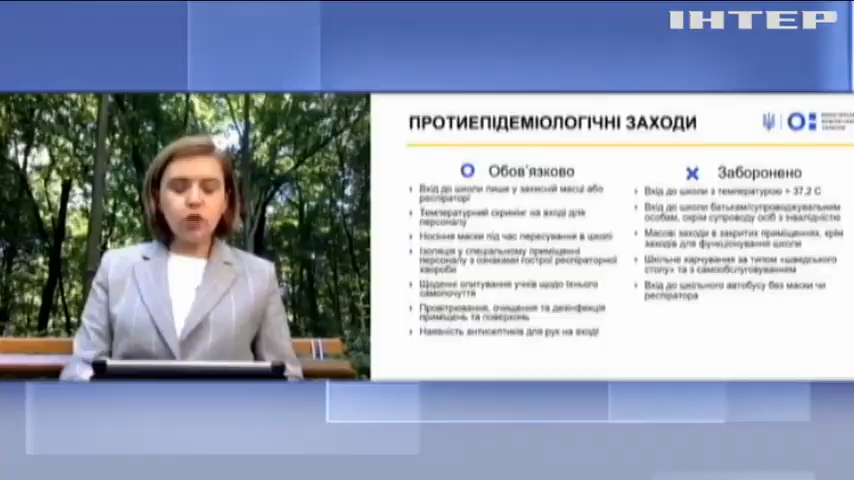 ІНТЕР
ПРОТИЕПІДЕМІОЛОГІЧНІ ЗАХОДИ
Обов'язково
Вхід до школи лише у захисній масці або
респіраторі
Температурний скринінг на вході для
персоналу
Носіння маски під час пересування в школі
Ізоляція у спеціальному приміщенні
персоналу з ознаками гострої респіраторної
хвороби
Щоденні опитування учнів щодо їхнього
самопочуття
Провітрювання, очищення та дезінфекція
приміщень та поверхонь
Наявність антисептиків для рук на вході
Заборонено
Вхід до школи з температурою > 37,2 С
Вхід до школи батькам/супроводжувальним
особам, окрім супроводу осіб з інвалідністю
Масові заходи в закритих приміщеннях, крім
заходів для функціонування школи
Шкільне харчування за типом «шведського
столу» та з самообслуговуванням
Вхід до шкільного автобусу без маски чи
респіратора